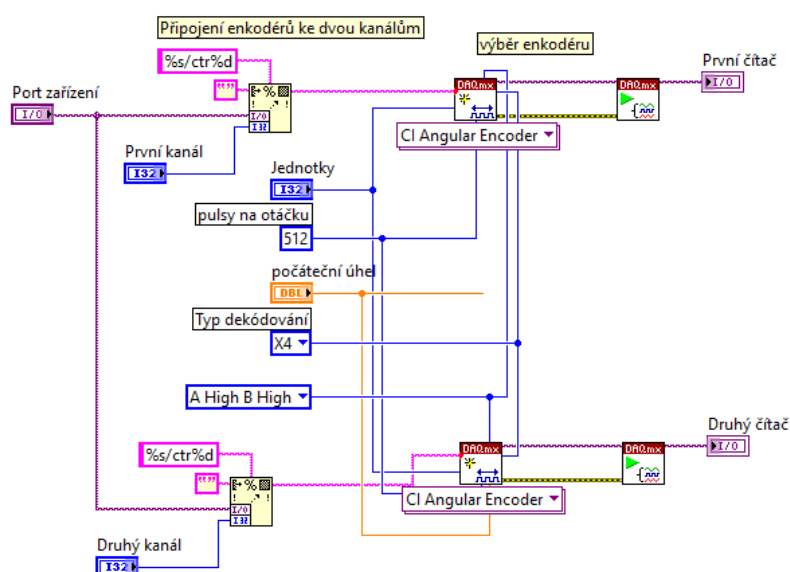 Připojení enkodérů ke dvou kanálům
výběr enkodéru
%s/ctr%d
První čítač
DAQmx
DAQmx
I/O
Port zařízení
""
% 
I/O
I/O
I32
CI Angular Encoder
První kanál
I32
Jednotky
I32
pulsy na otáčku
512
počáteční úhel
DBL
Typ dekódování
X4
A High B High
Druhý čítač
%s/ctr%d
DAQmx
DAQmx
I/O
""
%
I/O
I32
CI Angular Encoder
Druhý kanál
I32